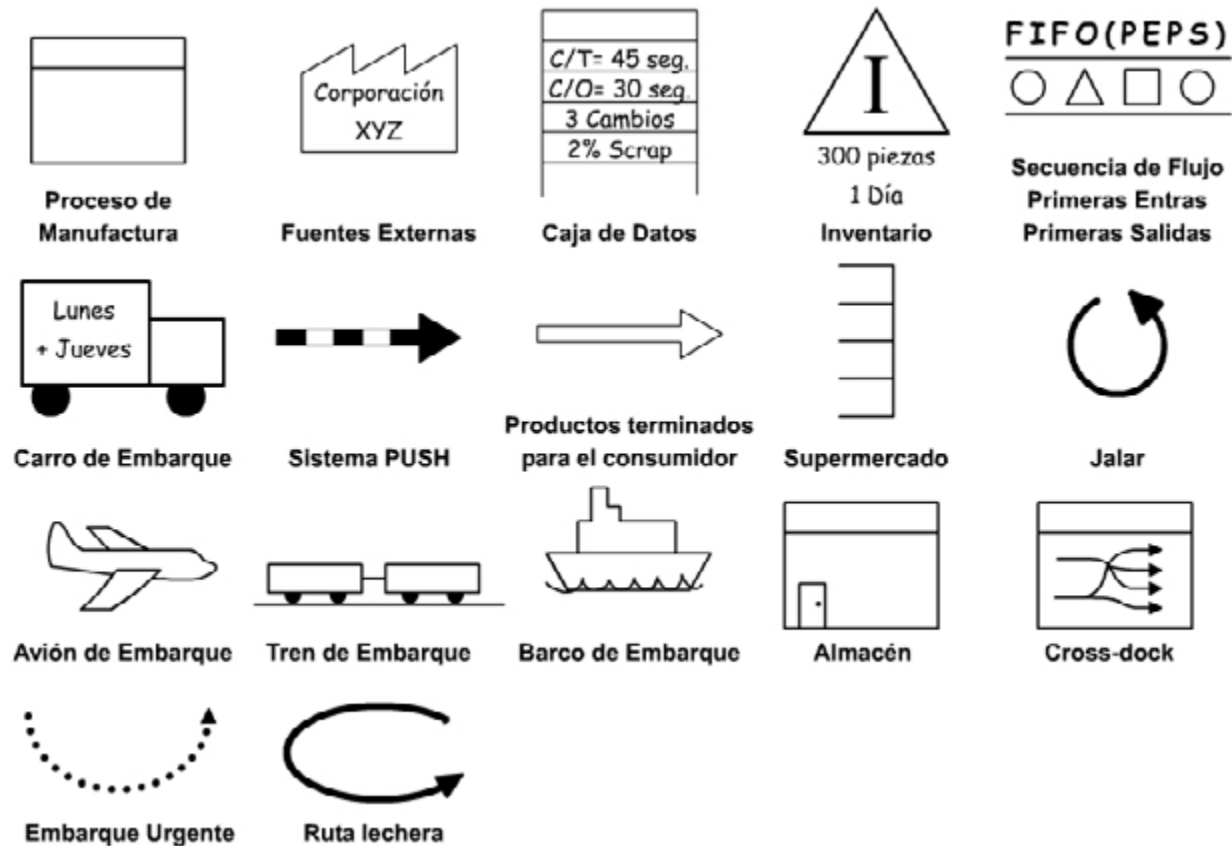 Proceso de
Manufactura
Corporación
XYZ
Fuentes Externas
C/T= 45 seg.
C/O= 30 seg.
3 Cambios
2% Scrap
Caja de Datos
I
300 piezas
1 Día
Inventario
FIFO(PEPS)
Secuencia de Flujo
Primeras Entras
Primeras Salidas
Lunes
+ Jueves
Carro de Embarque
Sistema PUSH
Productos terminados
para el consumidor
Supermercado
Jalar
Avión de Embarque
Tren de Embarque
Barco de Embarque
Almacén
Cross-dock
Embarque Urgente
Ruta lechera